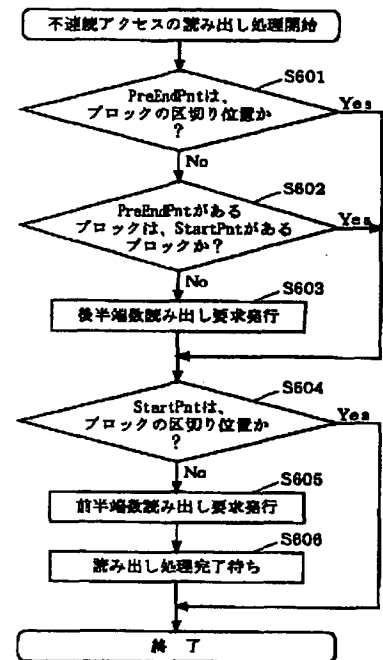 不連続アクセスの読み出し処理開始
S601
PreEndPntは、
ブロックの区切り位置か
?
Yes
No
S602
PreEndPntがある
ブロックは、StartPntがある
ブロックか?
Yes
No
S603
後半端数読み出し要求発行
S604
StartPntは、
ブロックの区切り位置か
?
Yes
No
S605
前半端数読み出し要求発行
S606
読み出し処理完了待ち
終 了